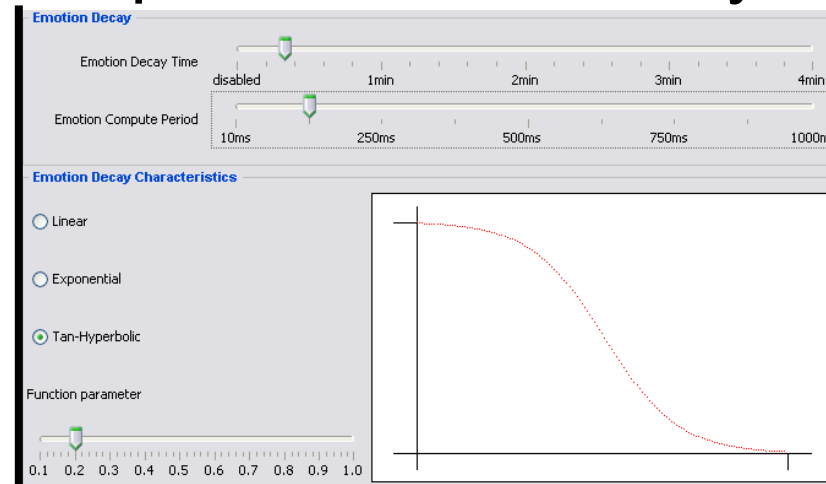 Emotion Decay
Emotion Decay Time
disabled 1min 2min 3min 4min
Emotion Compute Period
10ms 250ms 500ms 750ms 1000m
Emotion Decay Characteristics
Linear
Exponential
Tan-Hyperbolic
Function parameter
0.1 0.2 0.3 0.4 0.5 0.6 0.7 0.8 0.9 1.0